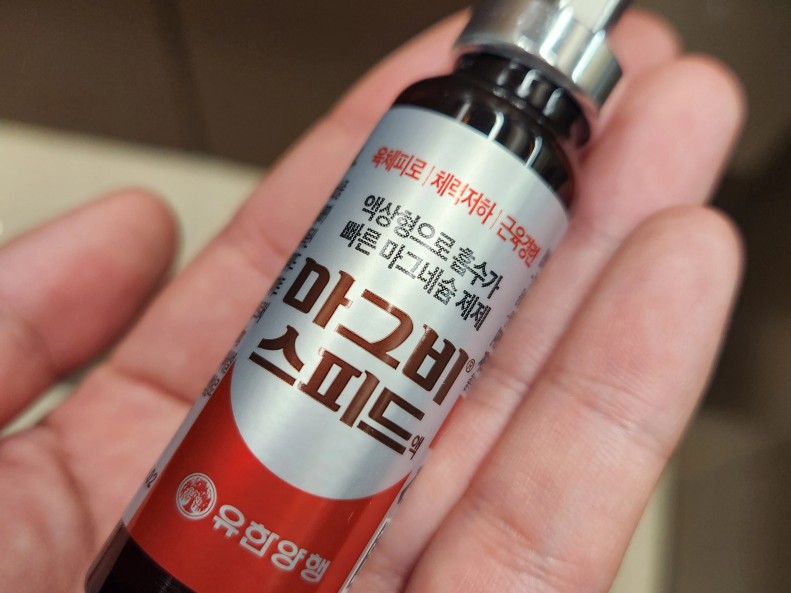 육체피로 | 체력저하 | 근육경련
액상형으로 흡수가
빠른 마그네슘 제제
마그비®
스피드액
유한양행